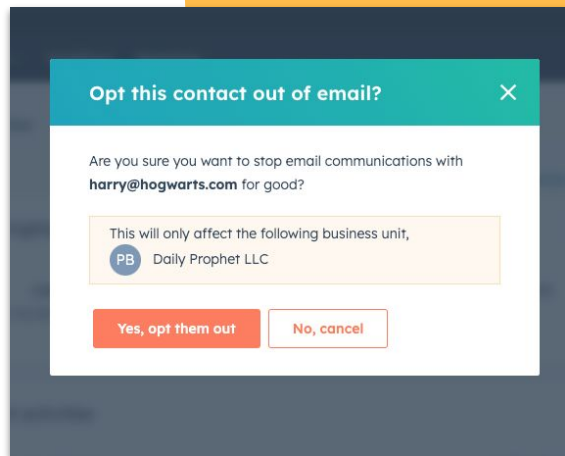 Opt this contact out of email?
Are you sure you want to stop email communications with
harry@hogwarts.com for good?
This will only affect the following business unit,
PB Daily Prophet LLC
Yes, opt them out No, cancel